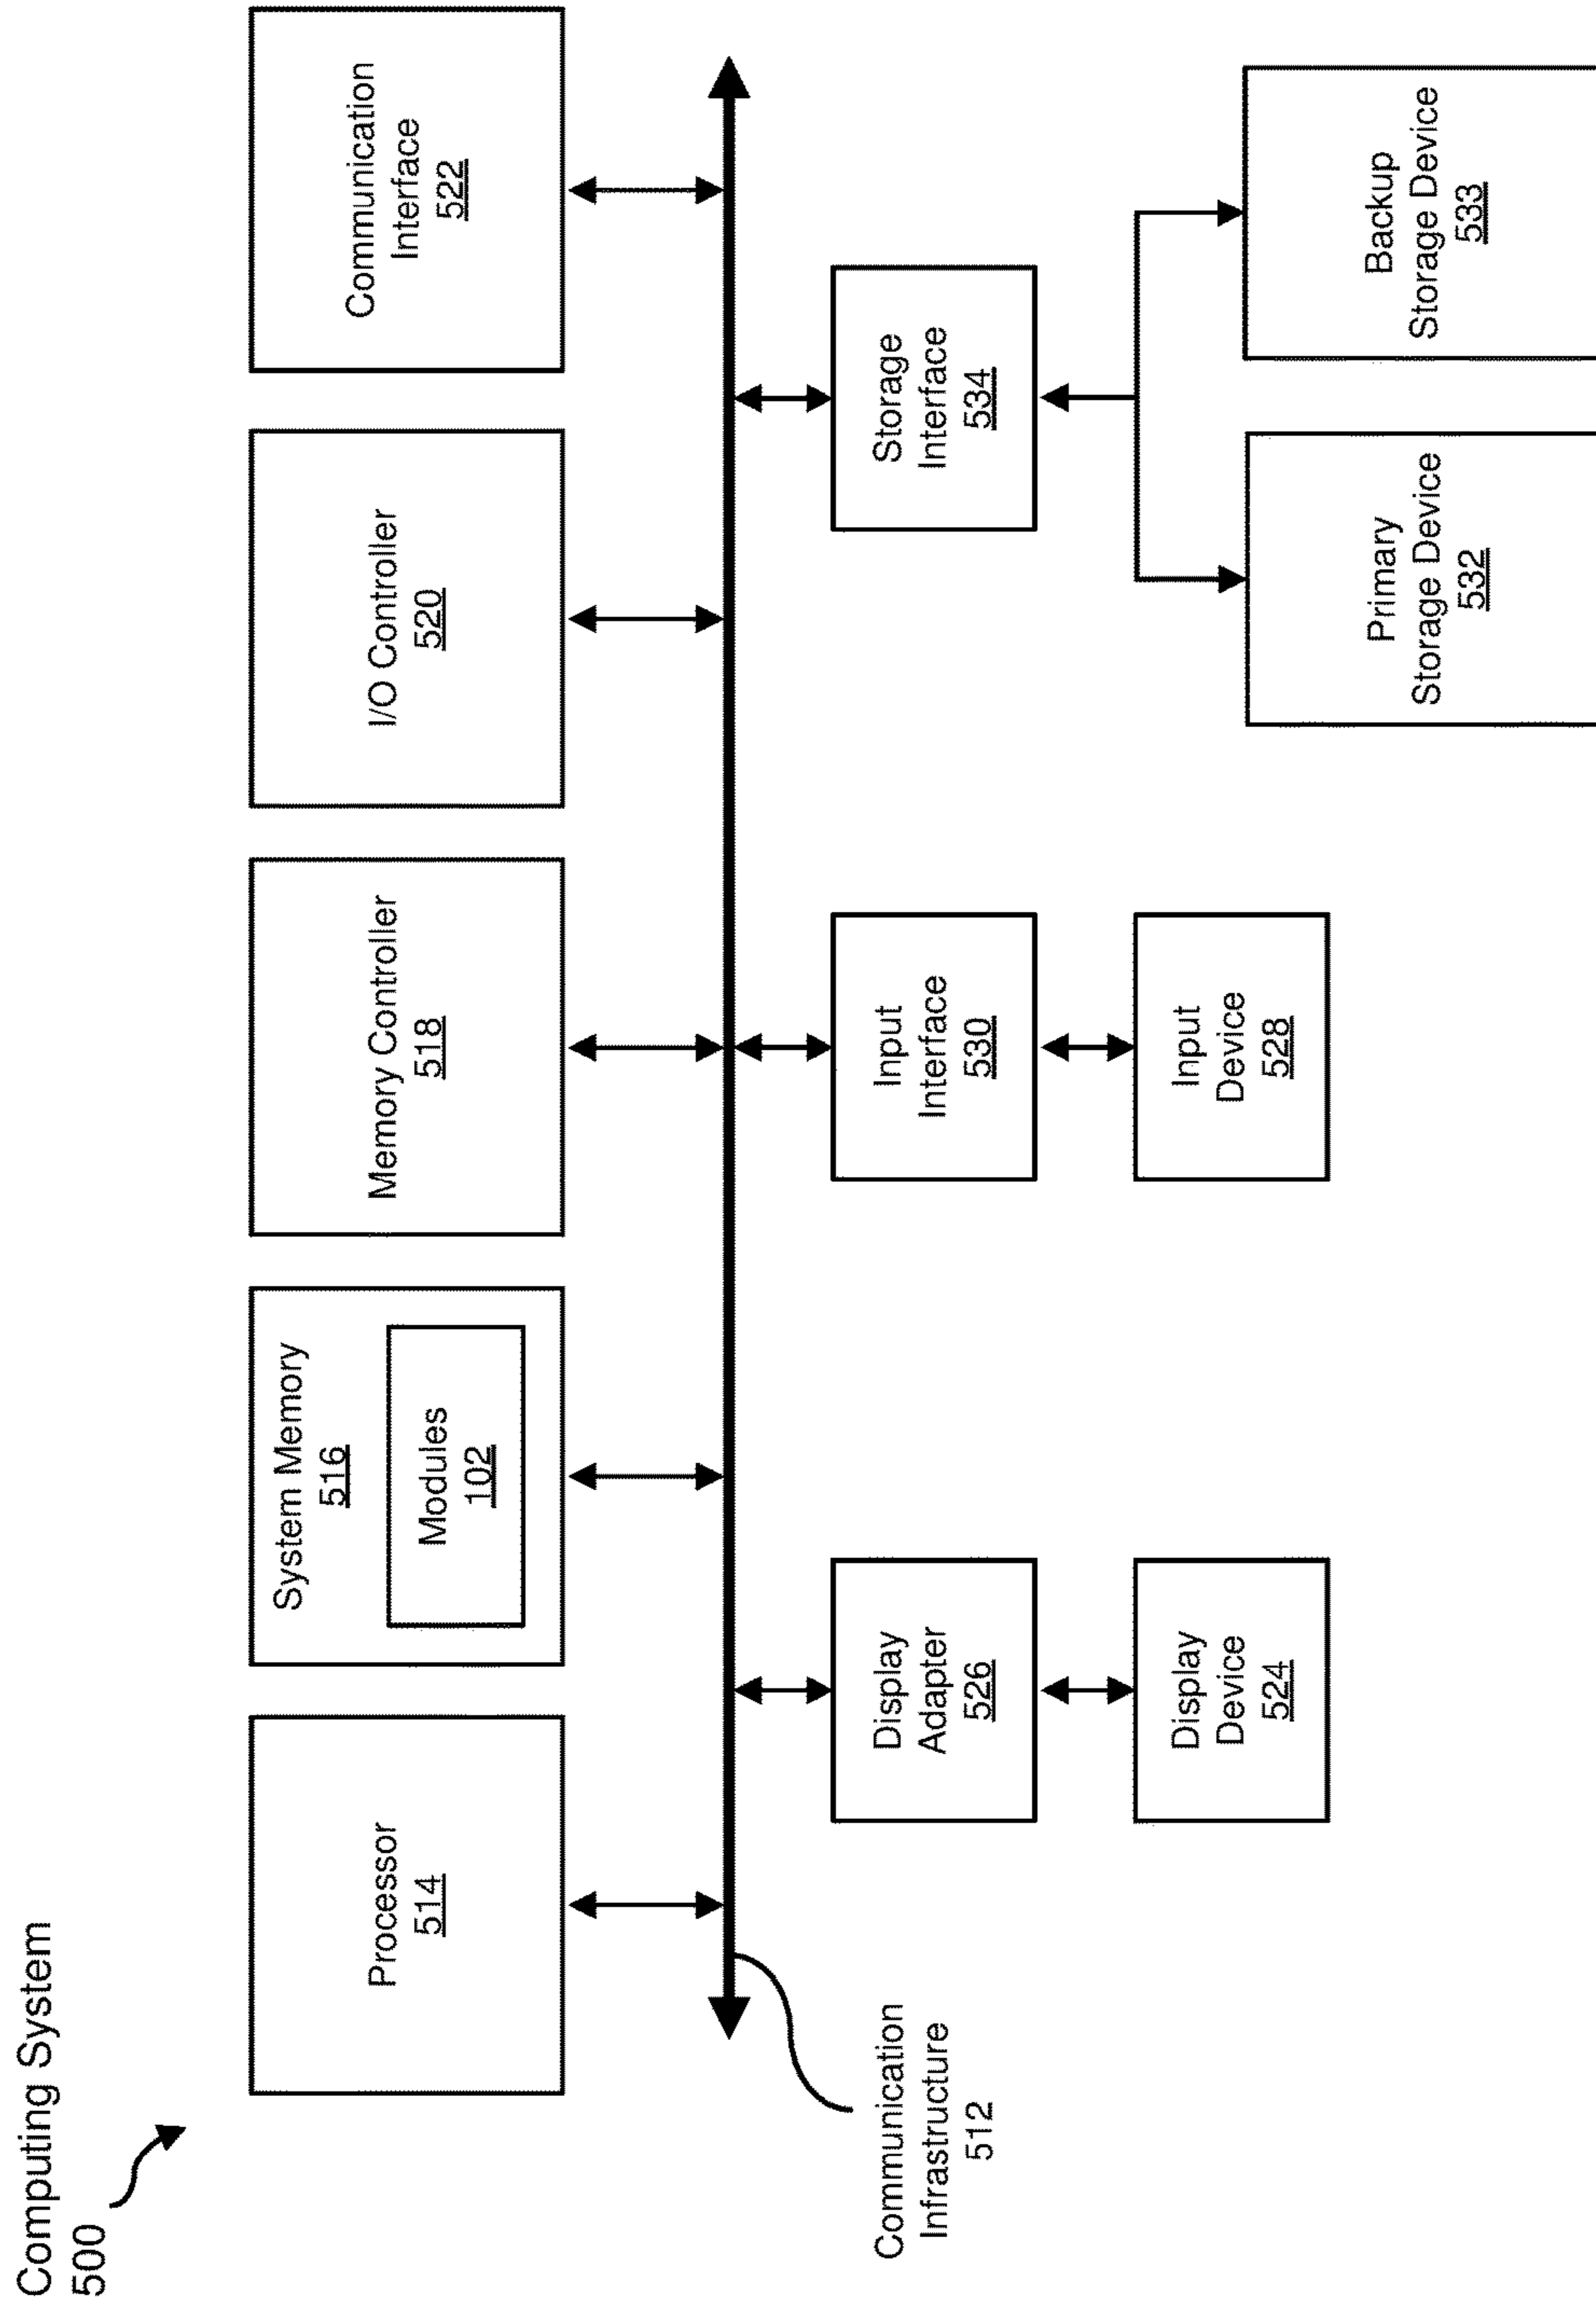 Computing System
500
Processor
514
System Memory
516
Modules
102
Memory Controller
518
I/O Controller
520
Communication
Interface
522
Communication
Infrastructure
512
Display
Adapter
526
Input
Interface
530
Storage
Interface
534
Display
Device
524
Input
Device
528
Primary
Storage Device
532
Backup
Storage Device
533